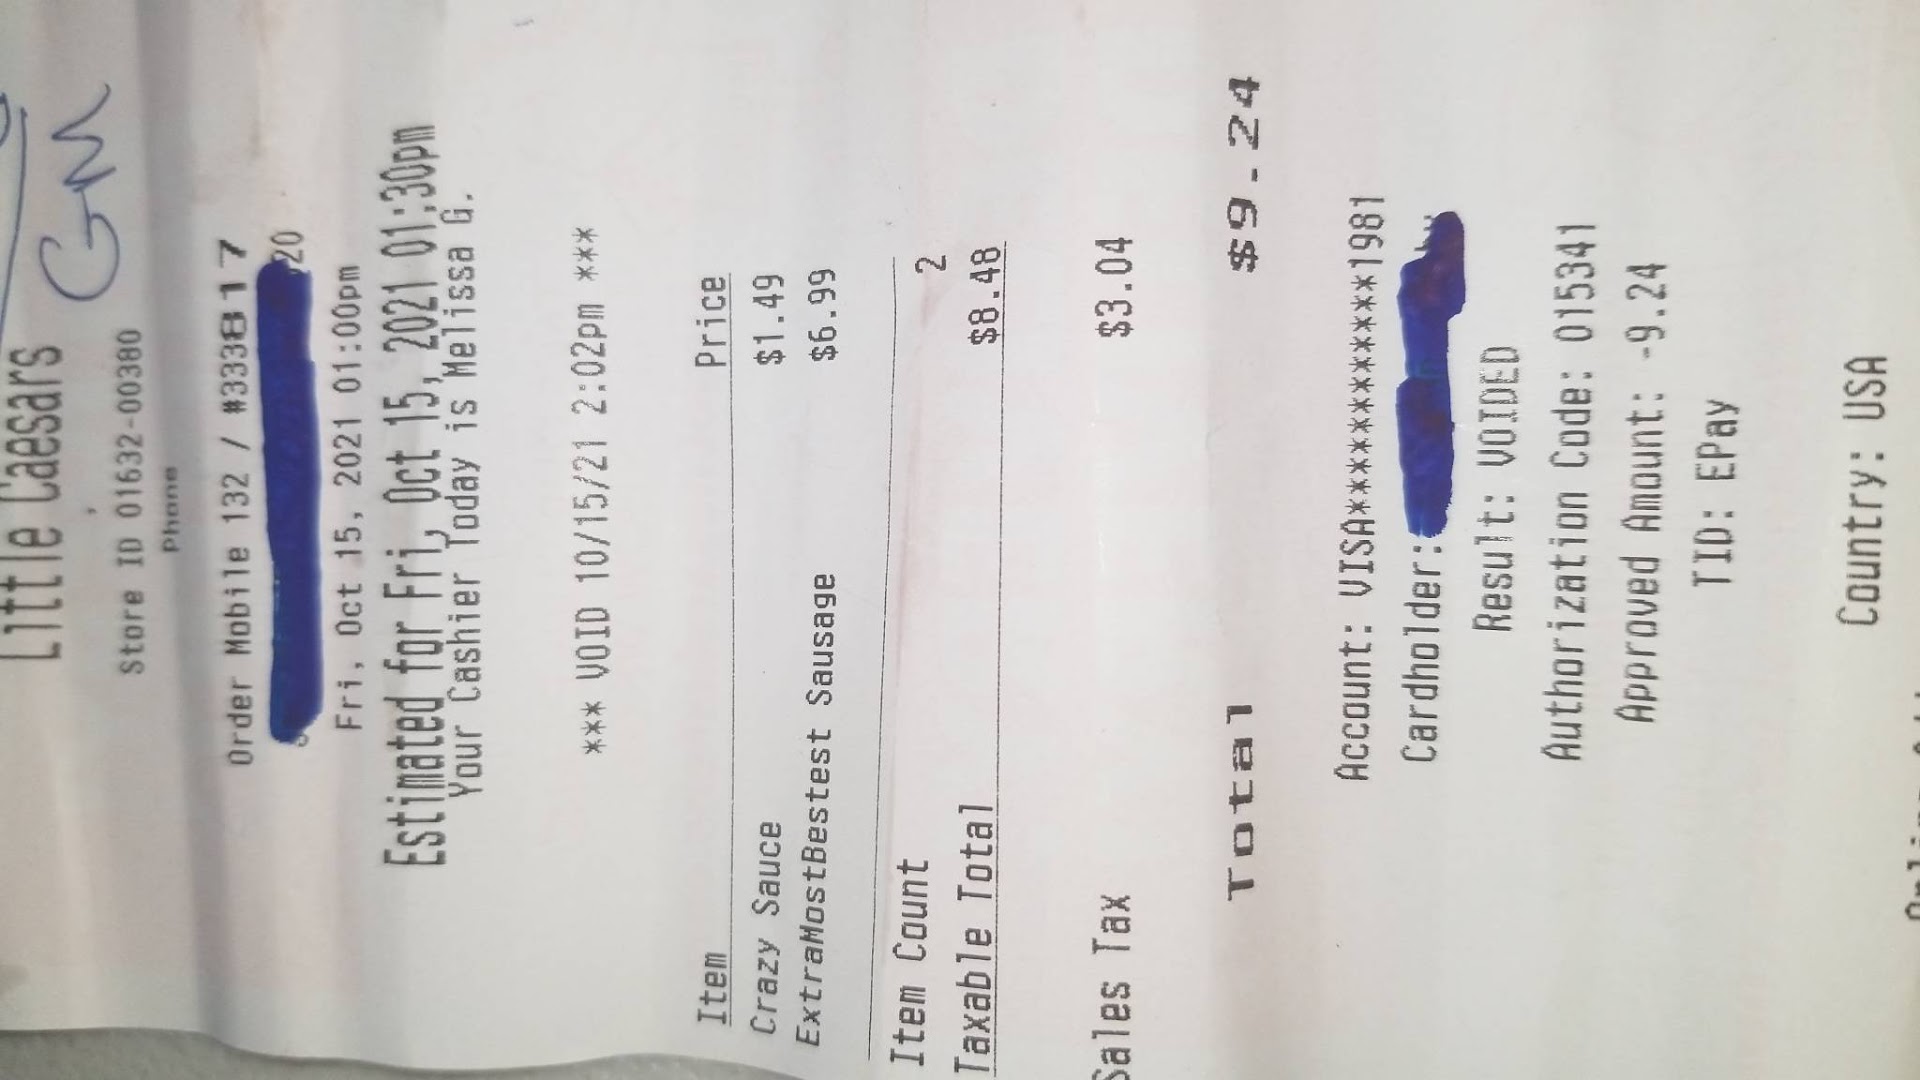 Little Caesars
GM
Store ID 01632-00380
Phone
Order Mobile 132 / #333817
20
Fri, Oct 15, 2021 01:00pm
Estimated for Fri, Oct 15, 2021 01:30pm
Your Cashier Today is Melissa G.
*** VOID 10/15/21 2:02pm ***
Item Price
Crazy Sauce $1.49
ExtraMostBestest Sausage $6.99
Item Count 2
Taxable Total $8.48
Sales Tax $3.04
Total $9.24
Account: VISA************1981
Cardholder:
Result: VOIDED
Authorization Code: 015341
Approved Amount: -9.24
TID: EPay
Country: USA